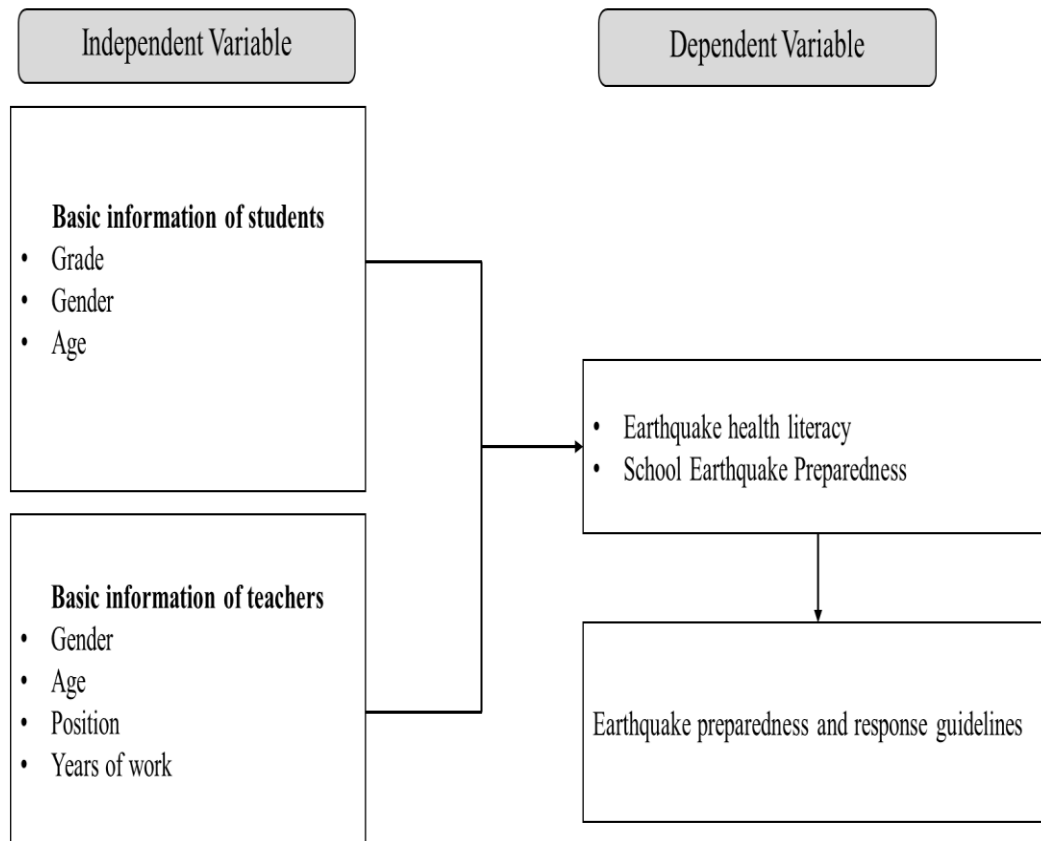 Independent Variable
Dependent Variable
Basic information of students
• Grade
• Gender
• Age
Basic information of teachers
• Gender
• Age
• Position
• Years of work
• Earthquake health literacy
• School Earthquake Preparedness
Earthquake preparedness and response guidelines